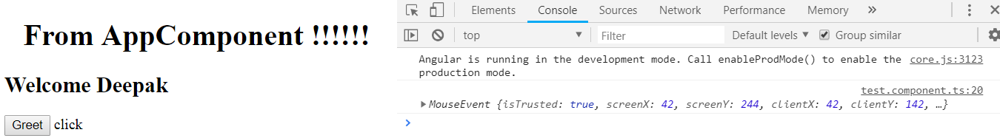 From AppComponent !!!!!!
Welcome Deepak
Greet click
Elements Console Sources Network Performance Memory »
top Filter Default levels Group similar
Angular is running in the development mode. Call enableProdMode() to enable the core.js:3123
production mode.
test.component.ts:20
MouseEvent {isTrusted: true, screenX: 42, screenY: 244, clientX: 42, clientY: 142, …}